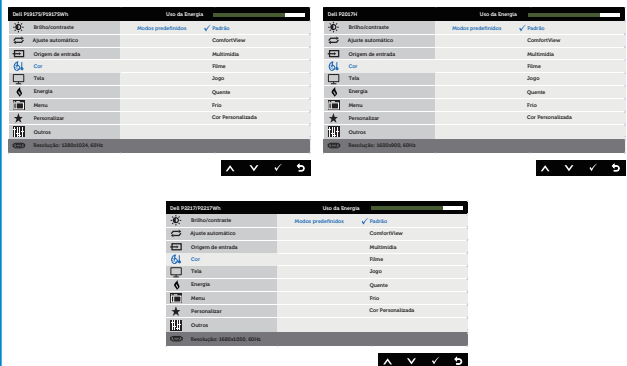 Dell P1917S/P1917SWh Uso da Energia
Brilho/contraste Modos predefinidos ✓ Padrão
Ajuste automático ComfortView
Origem de entrada Multimídia
Cor Filme
Tela Jogo
Energia Quente
Menu Frio
Personalizar Cor Personalizada
Outros
Resolução: 1280x1024, 60Hz
Dell P2017H Uso da Energia
Brilho/contraste Modos predefinidos ✓ Padrão
Ajuste automático ComfortView
Origem de entrada Multimídia
Cor Filme
Tela Jogo
Energia Quente
Menu Frio
Personalizar Cor Personalizada
Outros
Resolução: 1600x900, 60Hz
Dell P2217/P2217Wh Uso da Energia
Brilho/contraste Modos predefinidos ✓ Padrão
Ajuste automático ComfortView
Origem de entrada Multimídia
Cor Filme
Tela Jogo
Energia Quente
Menu Frio
Personalizar Cor Personalizada
Outros
Resolução: 1680x1050, 60Hz